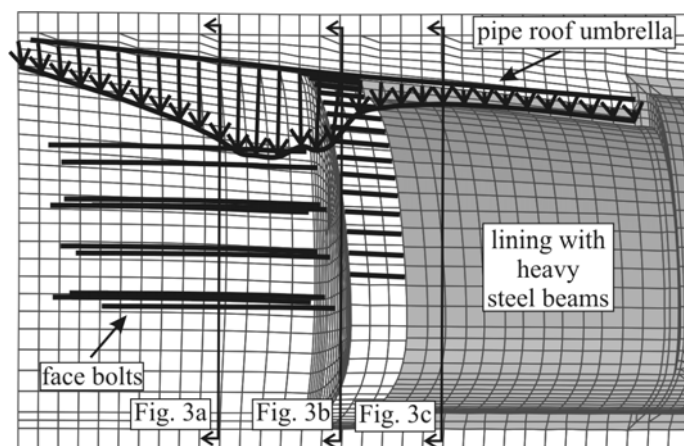 pipe roof umbrella
lining with
heavy
steel beams
face bolts
Fig. 3a
Fig. 3b
Fig. 3c